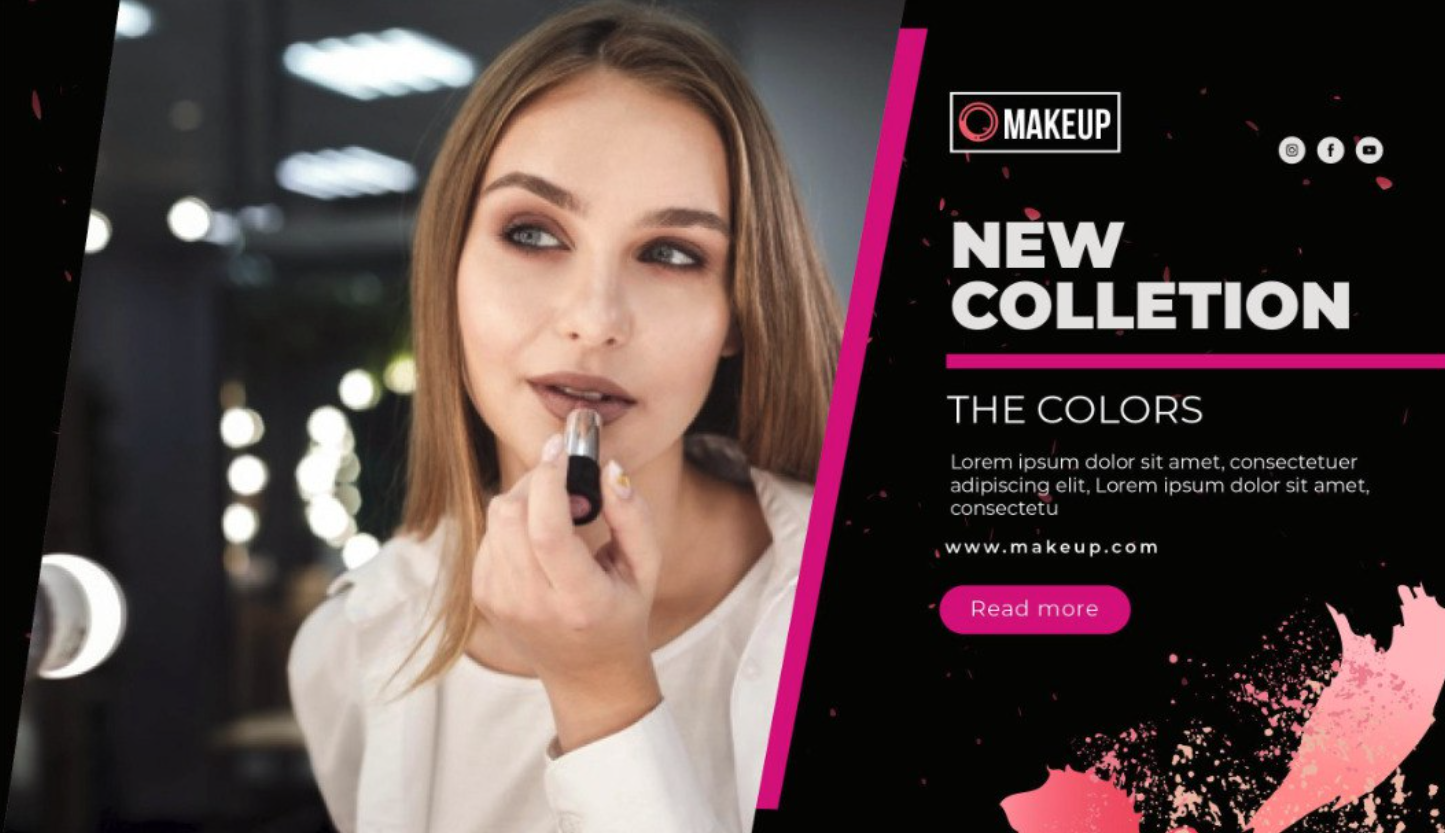 MAKEUP
NEW
COLLETION
THE COLORS
Lorem ipsum dolor sit amet, consectetuer
adipiscing elit, Lorem ipsum dolor sit amet,
consectetu
www.makeup.com
Read more